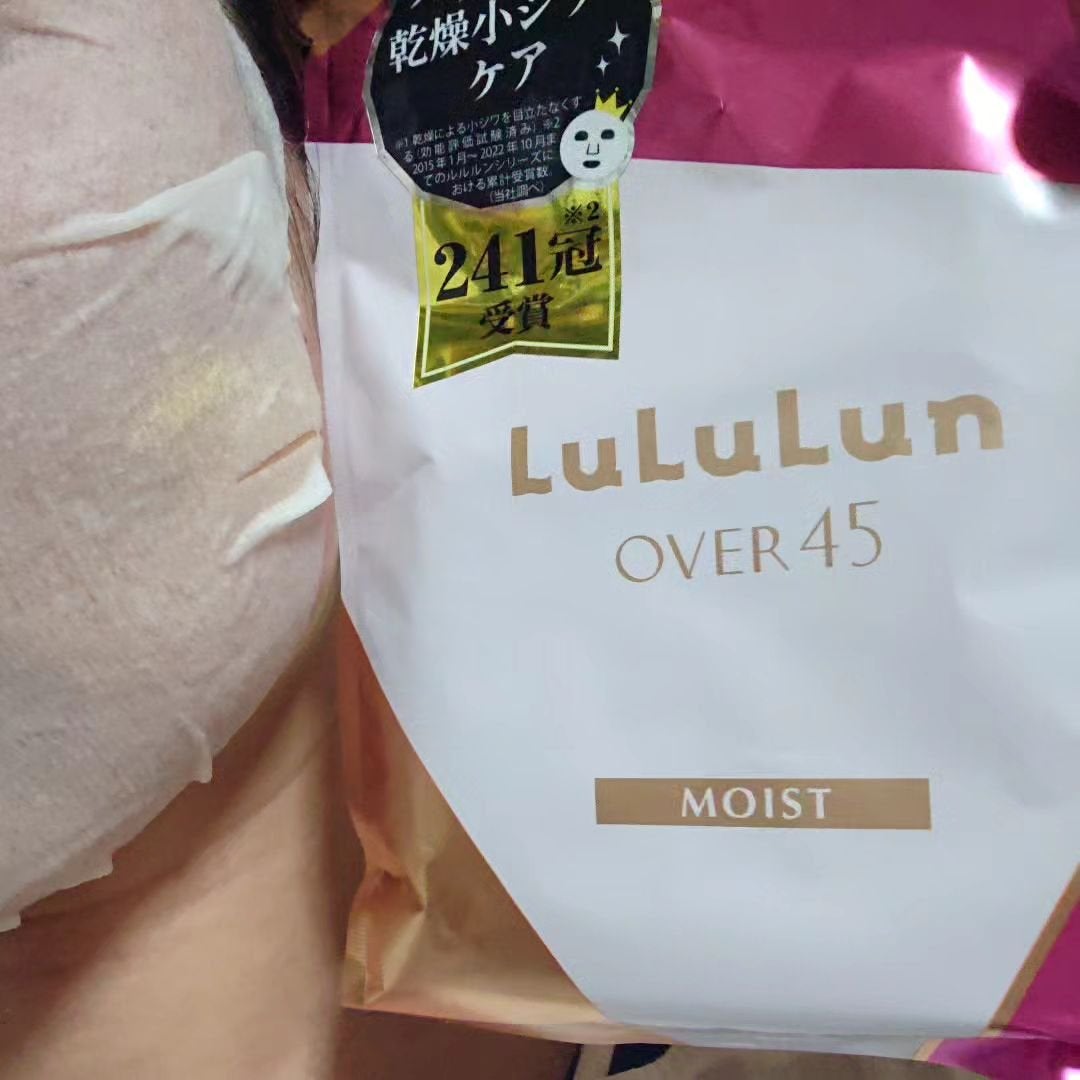 乾燥小ジワ
ケア
※1 乾燥による小ジワを目立たなくす
る(効能評価試験済み) ※2
2015年1月～2022年10月ま
でのルルルンシリーズに
おける累計受賞数
(当社調べ)
※2
241冠
受賞
LuLuLun
OVER 45
MOIST